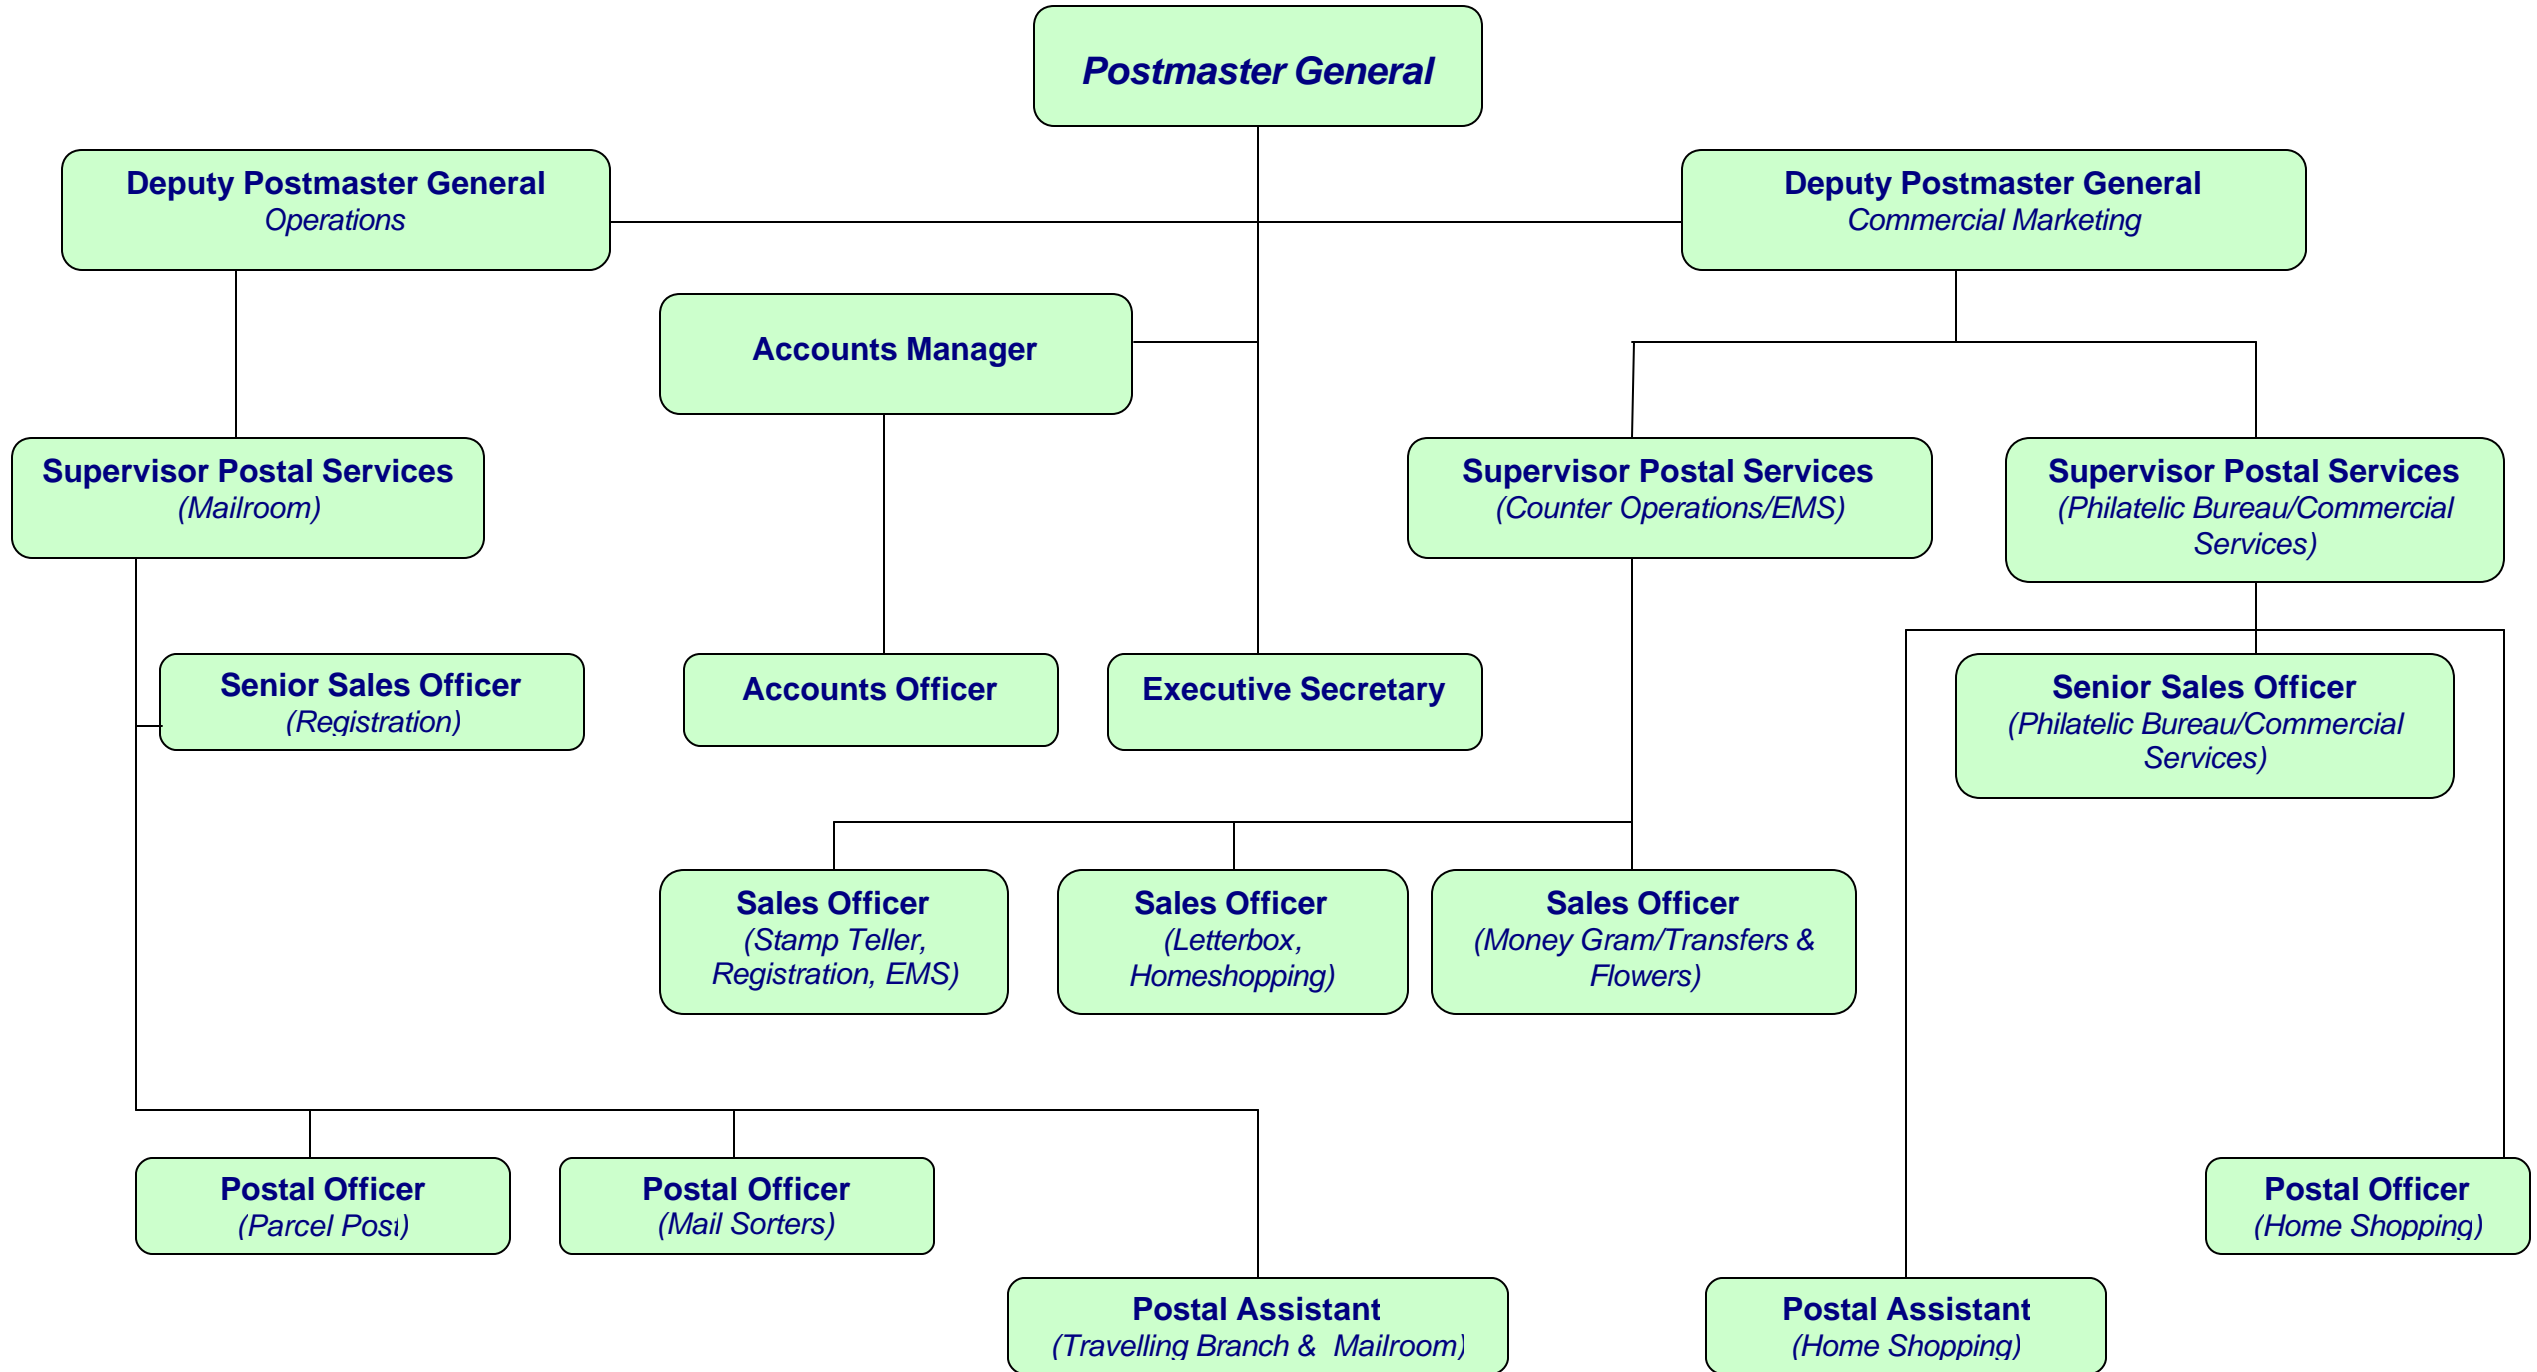 Postmaster General
Deputy Postmaster General
Operations
Deputy Postmaster General
Commercial Marketing
Accounts Manager
Supervisor Postal Services
(Mailroom)
Supervisor Postal Services
(Counter Operations/EMS)
Supervisor Postal Services
(Philatelic Bureau/Commercial
Services)
Senior Sales Officer
(Registration)
Accounts Officer
Executive Secretary
Senior Sales Officer
(Philatelic Bureau/Commercial
Services)
Sales Officer
(Stamp Teller,
Registration, EMS)
Sales Officer
(Letterbox,
Homeshopping)
Sales Officer
(Money Gram/Transfers &
Flowers)
Postal Officer
(Parcel Post)
Postal Officer
(Mail Sorters)
Postal Officer
(Home Shopping)
Postal Assistant
(Travelling Branch & Mailroom)
Postal Assistant
(Home Shopping)